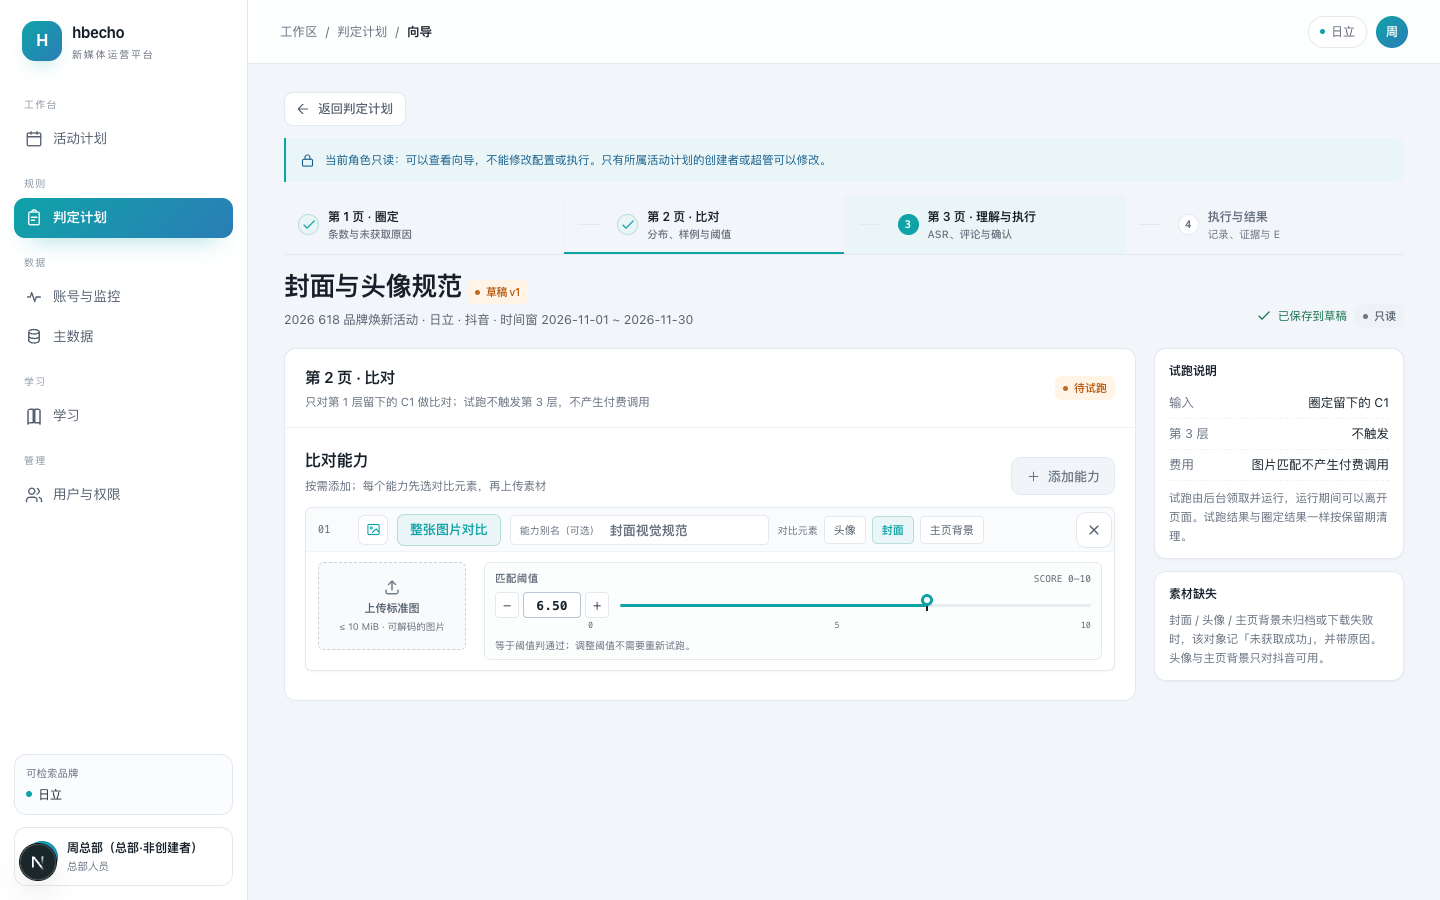 H
hbecho
新媒体运营平台
工作台
活动计划
规则
判定计划
数据
账号与监控
主数据
学习
学习
管理
用户与权限
可检索品牌
日立
N
周总部（总部·非创建者）
总部人员
工作区 / 判定计划 / 向导
日立
周
返回判定计划
当前角色只读：可以查看向导，不能修改配置或执行。只有所属活动计划的创建者或超管可以修改。
第 1 页 · 圈定
条数与未获取原因
第 2 页 · 比对
分布、样例与阈值
3
第 3 页 · 理解与执行
ASR、评论与确认
4
执行与结果
记录、证据与 E
封面与头像规范
草稿 v1
2026 618 品牌焕新活动 · 日立 · 抖音 · 时间窗 2026-11-01 ~ 2026-11-30
已保存到草稿
只读
第 2 页 · 比对
只对第 1 层留下的 C1 做比对；试跑不触发第 3 层，不产生付费调用
待试跑
比对能力
按需添加；每个能力先选对比元素，再上传素材
添加能力
01
整张图片对比
能力别名（可选）
封面视觉规范
对比元素
头像
封面
主页背景
上传标准图
≤ 10 MiB · 可解码的图片
匹配阈值
SCORE 0–10
−
6.50
+
0
5
10
等于阈值判通过；调整阈值不需要重新试跑。
试跑说明
输入
圈定留下的 C1
第 3 层
不触发
费用
图片匹配不产生付费调用
试跑由后台领取并运行，运行期间可以离开
页面。试跑结果与圈定结果一样按保留期清
理。
素材缺失
封面 / 头像 / 主页背景未归档或下载失败
时，该对象记「未获取成功」，并带原因。
头像与主页背景只对抖音可用。